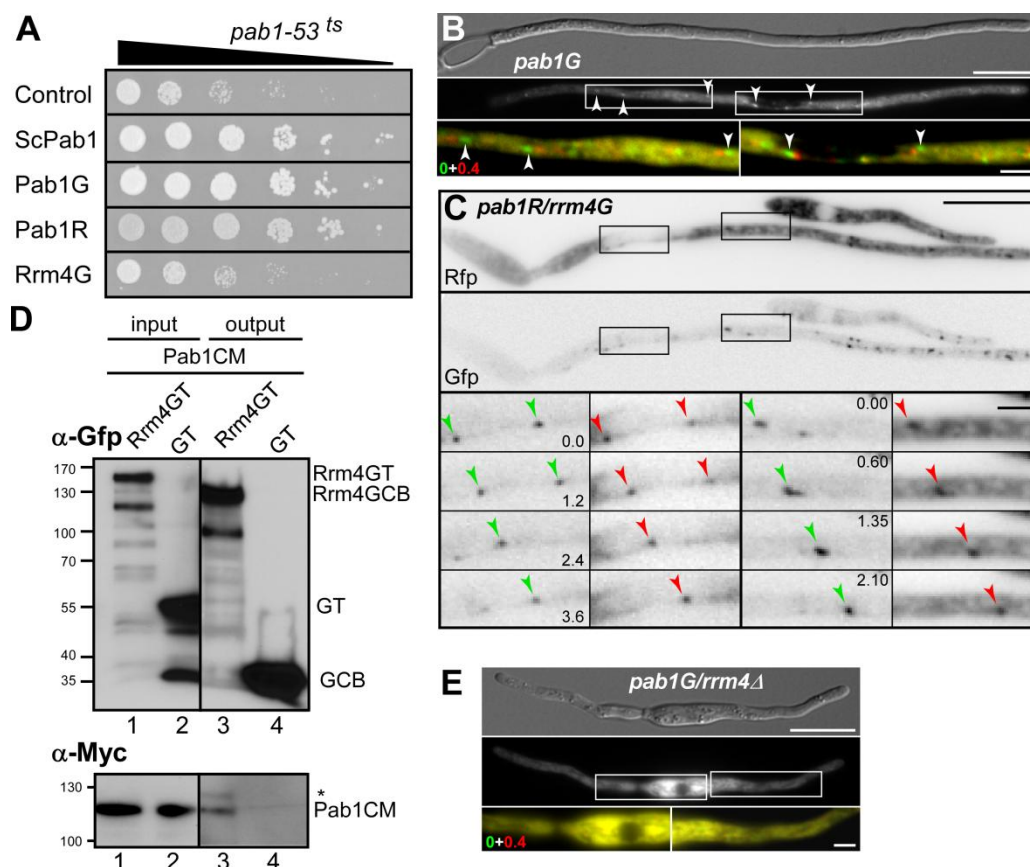 A
pab1-53 ts
Control
ScPab1
Pab1G
Pab1R
Rrm4G
B
pab1G
0+0.4
C
pab1R/rrm4G
Rfp
Gfp
0.0
0.00
1.2
0.60
2.4
1.35
3.6
2.10
D
input output
Pab1CM
α-Gfp
Rrm4GT GT Rrm4GT GT
170
130
100
70
55
40
35
Rrm4GT
Rrm4GCB
GT
GCB
1 2 3 4
α-Myc
130
100
*
Pab1CM
1 2 3 4
E
pab1G/rrm4Δ
0+0.4